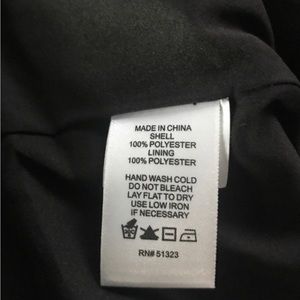 MADE IN CHINA
SHELL
100% POLYESTER
LINING
100% POLYESTER
HAND WASH COLD
DO NOT BLEACH
LAY FLAT TO DRY
USE LOW IRON
IF NECESSARY
RN# 51323